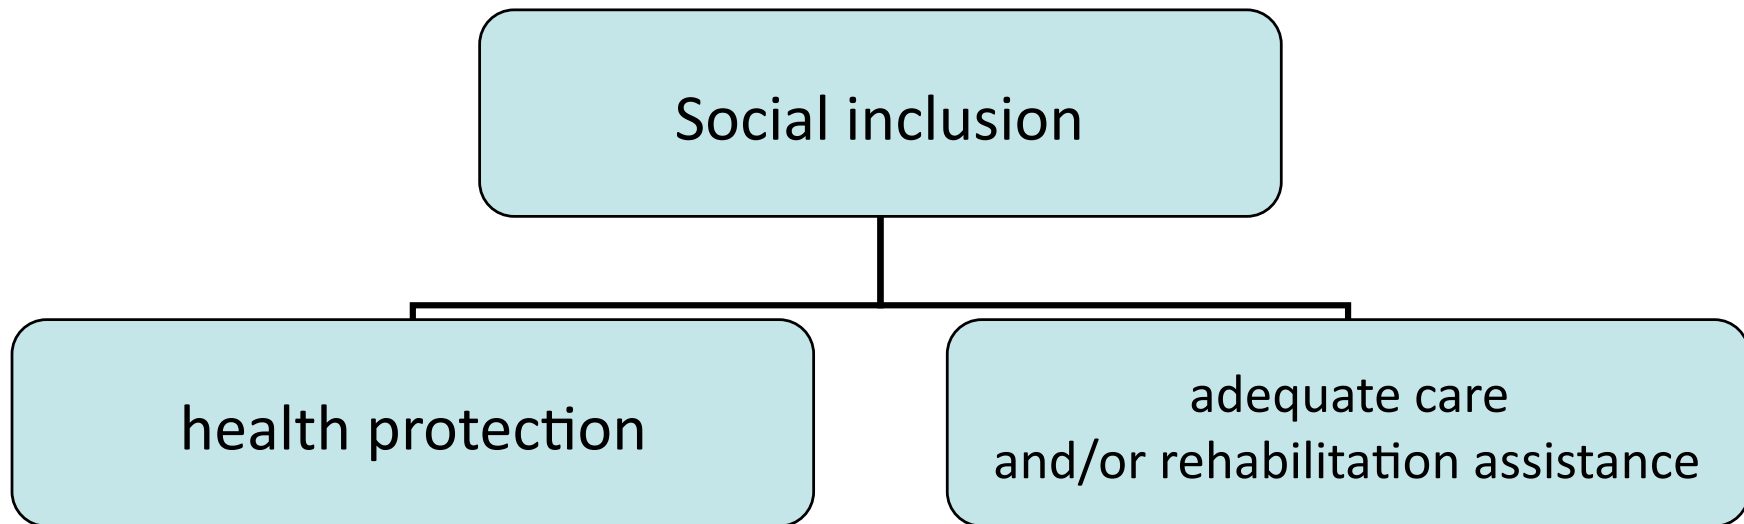 Social inclusion
health protection
adequate care
and/or rehabilitation assistance